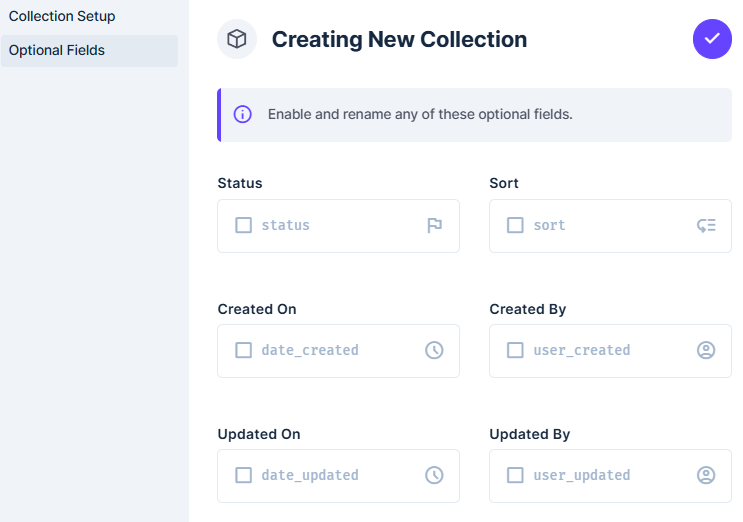 Collection Setup
Optional Fields
Creating New Collection
Enable and rename any of these optional fields.
Status
Sort
status
sort
Created On
Created By
date_created
user_created
Updated On
Updated By
date_updated
user_updated